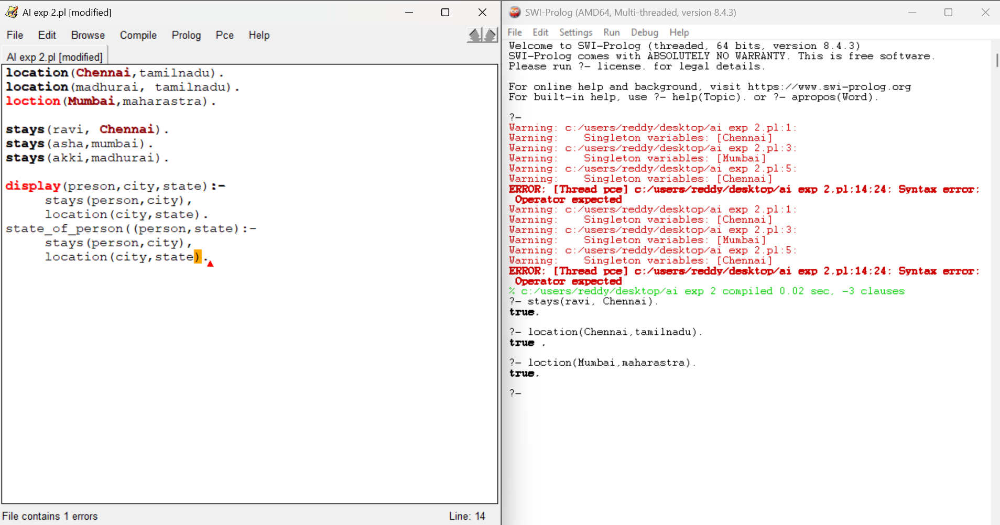 AI exp 2.pl [modified]
File Edit Browse Compile Prolog Pce Help
AI exp 2.pl [modified]
location(Chennai,tamilnadu).
location(madhurai, tamilnadu).
loction(Mumbai,maharastra).
stays(ravi, Chennai).
stays(asha,mumbai).
stays(akki,madhurai).
display(preson,city,state):-
stays(person,city),
location(city,state).
state_of_person((person,state):-
stays(person,city),
location(city,state).
File contains 1 errors
Line: 14
SWI-Prolog (AMD64, Multi-threaded, version 8.4.3)
File Edit Settings Run Debug Help
Welcome to SWI-Prolog (threaded, 64 bits, version 8.4.3)
SWI-Prolog comes with ABSOLUTELY NO WARRANTY. This is free software.
Please run ?- license. for legal details.
For online help and background, visit https://www.swi-prolog.org
For built-in help, use ?- help(Topic). or ?- apropos(Word).
?-
Warning: c:/users/reddy/desktop/ai exp 2.pl:1:
Warning:    Singleton variables: [Chennai]
Warning: c:/users/reddy/desktop/ai exp 2.pl:3:
Warning:    Singleton variables: [Mumbai]
Warning: c:/users/reddy/desktop/ai exp 2.pl:5:
Warning:    Singleton variables: [Chennai]
ERROR: [Thread pce] c:/users/reddy/desktop/ai exp 2.pl:14:24: Syntax error:
Operator expected
Warning: c:/users/reddy/desktop/ai exp 2.pl:1:
Warning:    Singleton variables: [Chennai]
Warning: c:/users/reddy/desktop/ai exp 2.pl:3:
Warning:    Singleton variables: [Mumbai]
Warning: c:/users/reddy/desktop/ai exp 2.pl:5:
Warning:    Singleton variables: [Chennai]
ERROR: [Thread pce] c:/users/reddy/desktop/ai exp 2.pl:14:24: Syntax error:
Operator expected
% c:/users/reddy/desktop/ai exp 2 compiled 0.02 sec, -3 clauses
?- stays(ravi, Chennai).
true.
?- location(Chennai,tamilnadu).
true .
?- loction(Mumbai,maharastra).
true.
?-